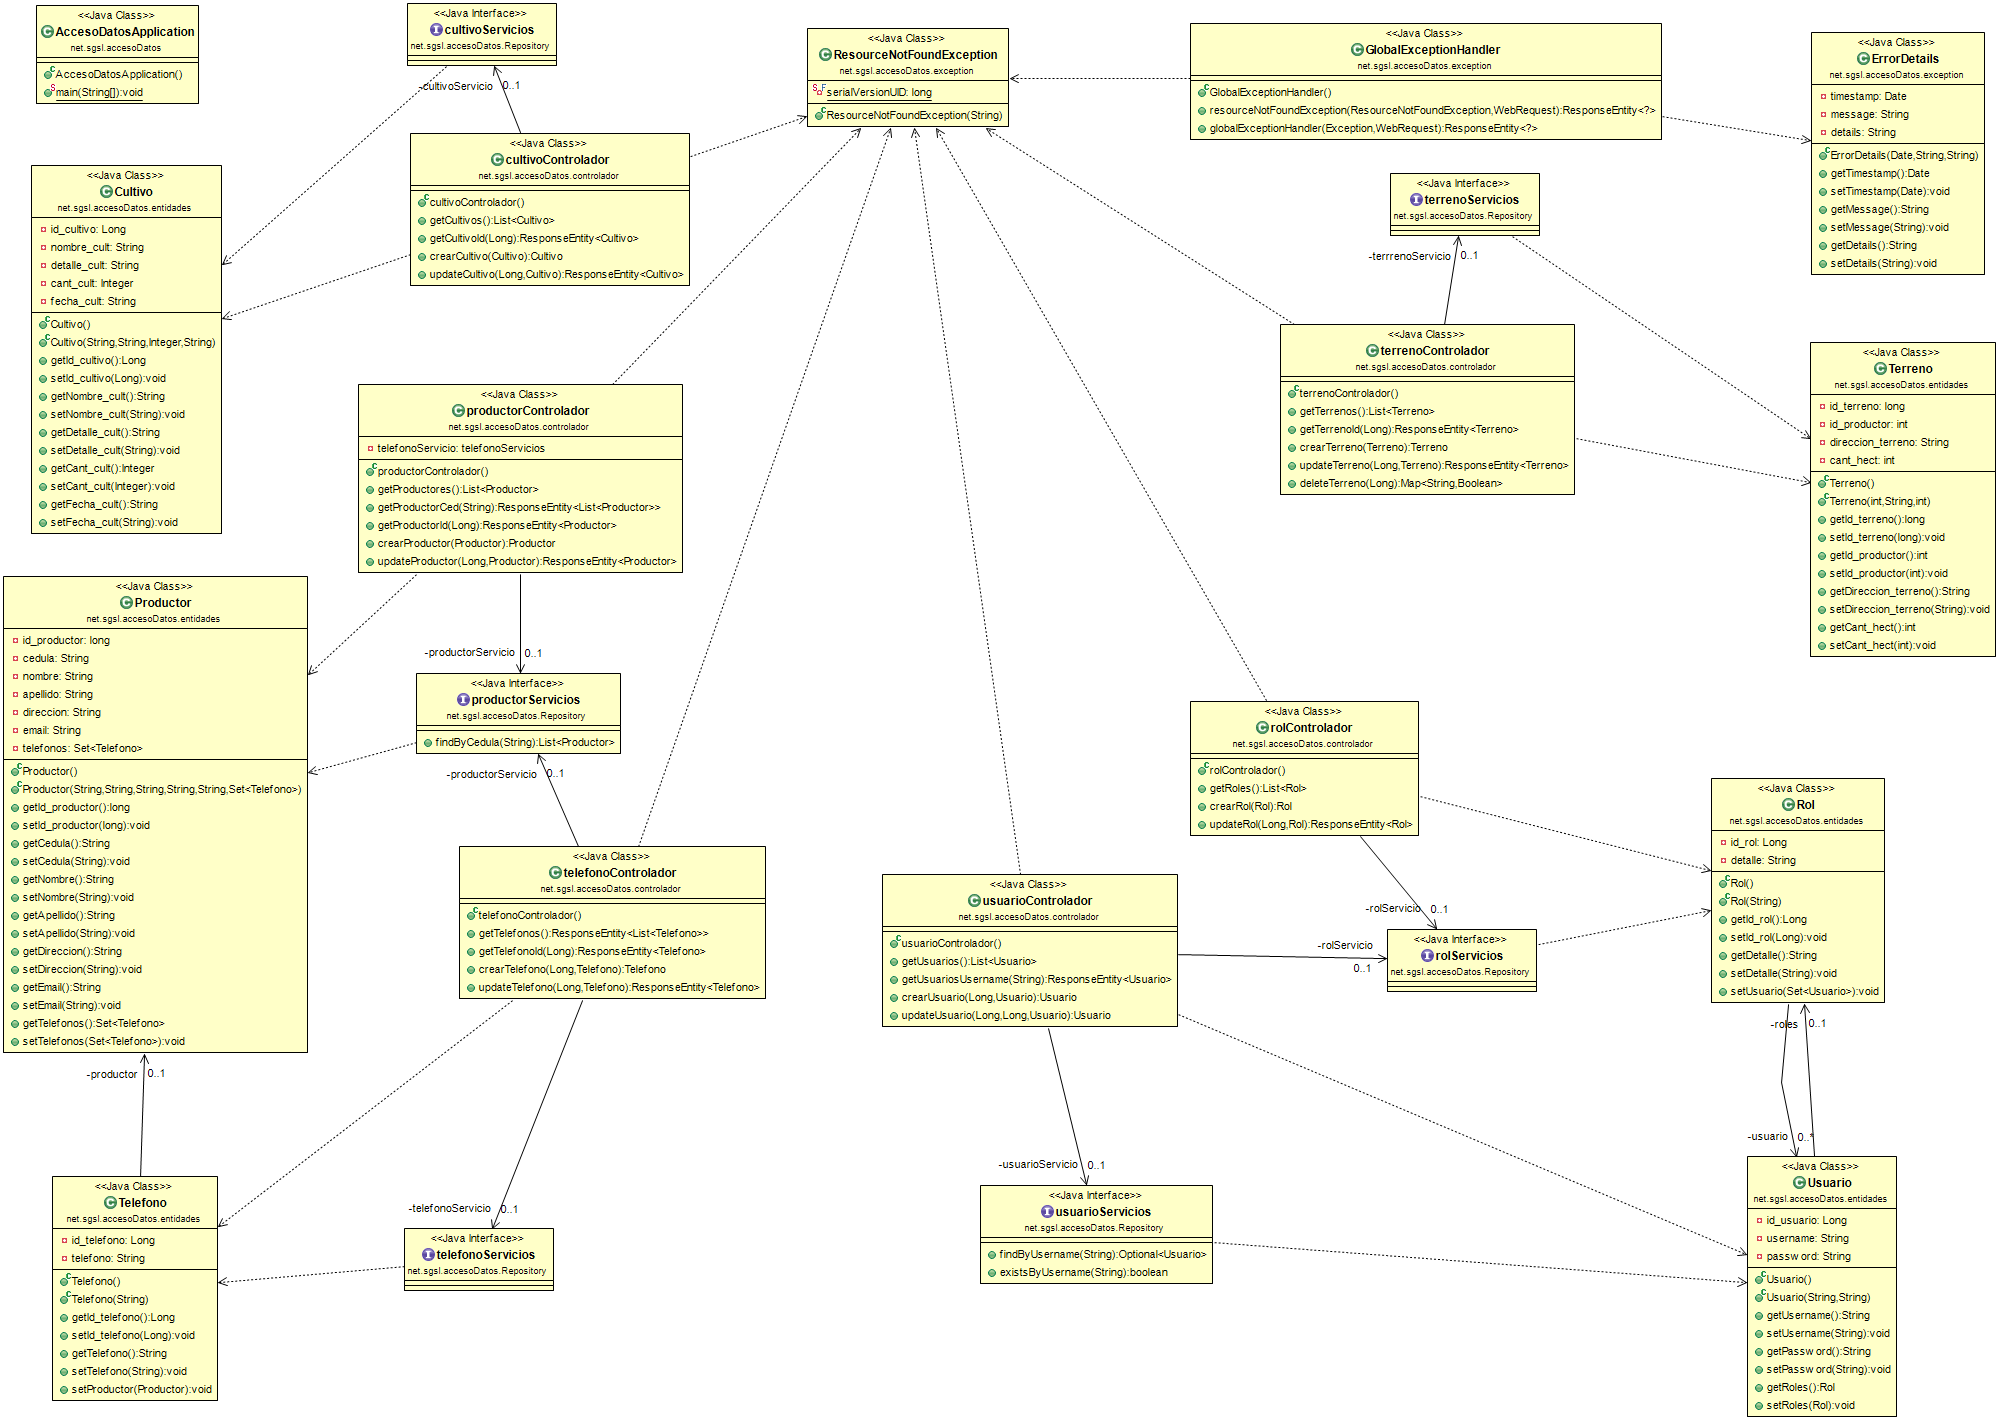 <<Java Class>>
AccesoDatosApplication
net.sgsl.accesoDatos
AccesoDatosApplication()
main(String[]):void
<<Java Interface>>
cultivoServicios
net.sgsl.accesoDatos.Repository
-cultivoServicio
0..1
<<Java Class>>
cultivoControlador
net.sgsl.accesoDatos.controlador
cultivoControlador()
getCultivos():List<Cultivo>
getCultivoId(Long):ResponseEntity<Cultivo>
crearCultivo(Cultivo):Cultivo
updateCultivo(Long,Cultivo):ResponseEntity<Cultivo>
<<Java Class>>
ResourceNotFoundException
net.sgsl.accesoDatos.exception
serialVersionUID: long
ResourceNotFoundException(String)
<<Java Class>>
GlobalExceptionHandler
net.sgsl.accesoDatos.exception
GlobalExceptionHandler()
resourceNotFoundException(ResourceNotFoundException,WebRequest):ResponseEntity<?>
globalExceptionHandler(Exception,WebRequest):ResponseEntity<?>
<<Java Class>>
ErrorDetails
net.sgsl.accesoDatos.exception
timestamp: Date
message: String
details: String
ErrorDetails(Date,String,String)
getTimestamp():Date
setTimestamp(Date):void
getMessage():String
setMessage(String):void
getDetails():String
setDetails(String):void
<<Java Class>>
Cultivo
net.sgsl.accesoDatos.entidades
id_cultivo: Long
nombre_cult: String
detalle_cult: String
cant_cult: Integer
fecha_cult: String
Cultivo()
Cultivo(String,String,Integer,String)
getId_cultivo():Long
setId_cultivo(Long):void
getNombre_cult():String
setNombre_cult(String):void
getDetalle_cult():String
setDetalle_cult(String):void
getCant_cult():Integer
setCant_cult(Integer):void
getFecha_cult():String
setFecha_cult(String):void
<<Java Interface>>
terrenoServicios
net.sgsl.accesoDatos.Repository
-terrrenoServicio
0..1
<<Java Class>>
terrenoControlador
net.sgsl.accesoDatos.controlador
terrenoControlador()
getTerrenos():List<Terreno>
getTerrenoId(Long):ResponseEntity<Terreno>
crearTerreno(Terreno):Terreno
updateTerreno(Long,Terreno):ResponseEntity<Terreno>
deleteTerreno(Long):Map<String,Boolean>
<<Java Class>>
Terreno
net.sgsl.accesoDatos.entidades
id_terreno: long
id_productor: int
direccion_terreno: String
cant_hect: int
Terreno()
Terreno(int,String,int)
getId_terreno():long
setId_terreno(long):void
getId_productor():int
setId_productor(int):void
getDireccion_terreno():String
setDireccion_terreno(String):void
getCant_hect():int
setCant_hect(int):void
<<Java Class>>
productorControlador
net.sgsl.accesoDatos.controlador
telefonoServicio: telefonoServicios
productorControlador()
getProductores():List<Productor>
getProductorCed(String):ResponseEntity<List<Productor>>
getProductorId(Long):ResponseEntity<Productor>
crearProductor(Productor):Productor
updateProductor(Long,Productor):ResponseEntity<Productor>
-productorServicio
0..1
<<Java Class>>
Productor
net.sgsl.accesoDatos.entidades
id_productor: long
cedula: String
nombre: String
apellido: String
direccion: String
email: String
telefonos: Set<Telefono>
Productor()
Productor(String,String,String,String,String,Set<Telefono>)
getId_productor():long
setId_productor(long):void
getCedula():String
setCedula(String):void
getNombre():String
setNombre(String):void
getApellido():String
setApellido(String):void
getDireccion():String
setDireccion(String):void
getEmail():String
setEmail(String):void
getTelefonos():Set<Telefono>
setTelefonos(Set<Telefono>):void
<<Java Interface>>
productorServicios
net.sgsl.accesoDatos.Repository
findByCedula(String):List<Productor>
-productorServicio
0..1
<<Java Class>>
telefonoControlador
net.sgsl.accesoDatos.controlador
telefonoControlador()
getTelefonos():ResponseEntity<List<Telefono>>
getTelefonoId(Long):ResponseEntity<Telefono>
crearTelefono(Long,Telefono):Telefono
updateTelefono(Long,Telefono):ResponseEntity<Telefono>
<<Java Class>>
rolControlador
net.sgsl.accesoDatos.controlador
rolControlador()
getRoles():List<Rol>
crearRol(Rol):Rol
updateRol(Long,Rol):ResponseEntity<Rol>
-rolServicio
0..1
<<Java Class>>
Rol
net.sgsl.accesoDatos.entidades
id_rol: Long
detalle: String
Rol()
Rol(String)
getId_rol():Long
setId_rol(Long):void
getDetalle():String
setDetalle(String):void
setUsuario(Set<Usuario>):void
<<Java Class>>
usuarioControlador
net.sgsl.accesoDatos.controlador
usuarioControlador()
getUsuarios():List<Usuario>
getUsuariosUsername(String):ResponseEntity<Usuario>
crearUsuario(Long,Usuario):Usuario
updateUsuario(Long,Long,Usuario):Usuario
-rolServicio
0..1
<<Java Interface>>
rolServicios
net.sgsl.accesoDatos.Repository
-roles
0..1
-usuario
0..*
-productor
0..1
<<Java Class>>
Telefono
net.sgsl.accesoDatos.entidades
id_telefono: Long
telefono: String
Telefono()
Telefono(String)
getId_telefono():Long
setId_telefono(Long):void
getTelefono():String
setTelefono(String):void
setProductor(Productor):void
-telefonoServicio
0..1
<<Java Interface>>
telefonoServicios
net.sgsl.accesoDatos.Repository
-usuarioServicio
0..1
<<Java Interface>>
usuarioServicios
net.sgsl.accesoDatos.Repository
findByUsername(String):Optional<Usuario>
existsByUsername(String):boolean
<<Java Class>>
Usuario
net.sgsl.accesoDatos.entidades
id_usuario: Long
username: String
password: String
Usuario()
Usuario(String,String)
getUsername():String
setUsername(String):void
getPassword():String
setPassword(String):void
getRoles():Rol
setRoles(Rol):void